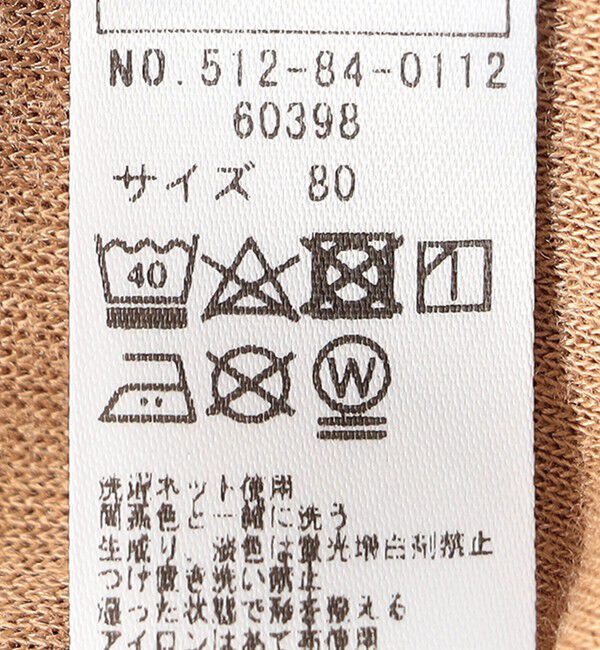 NO.512-84-0112
60398
サイズ 80
40
W
洗濯ネット使用
同系色と一緒に洗う
生成り、淡色は蛍光増白剤禁止
つけ置き洗い禁止
湿った状態で形を整える
アイロンはあて布使用